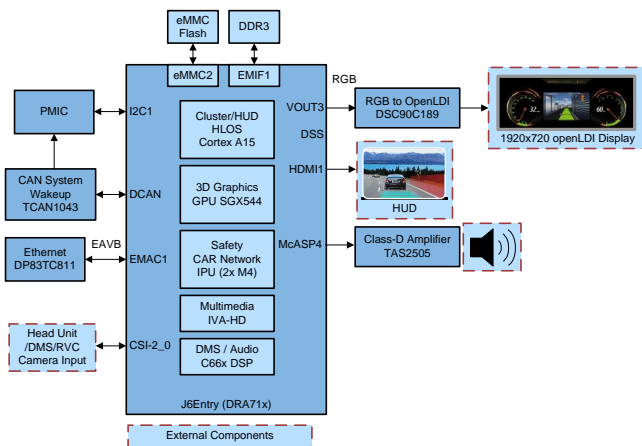 eMMC
Flash
DDR3
eMMC2
EMIF1
PMIC
I2C1
CAN System
Wakeup
TCAN1043
DCAN
Ethernet
DP83TC811
EAVB
EMAC1
Head Unit
/DMS/RVC
Camera Input
CSI-2_0
Cluster/HUD
HLOS
Cortex A15
3D Graphics
GPU SGX544
Safety
CAR Network
IPU (2x M4)
Multimedia
IVA-HD
DMS / Audio
C66x DSP
J6Entry (DRA71x)
VOUT3
RGB
DSS
HDMI1
McASP4
RGB to OpenLDI
DSC90C189
32
60
1920x720 openLDI Display
HUD
Class-D Amplifier
TAS2505
External Components